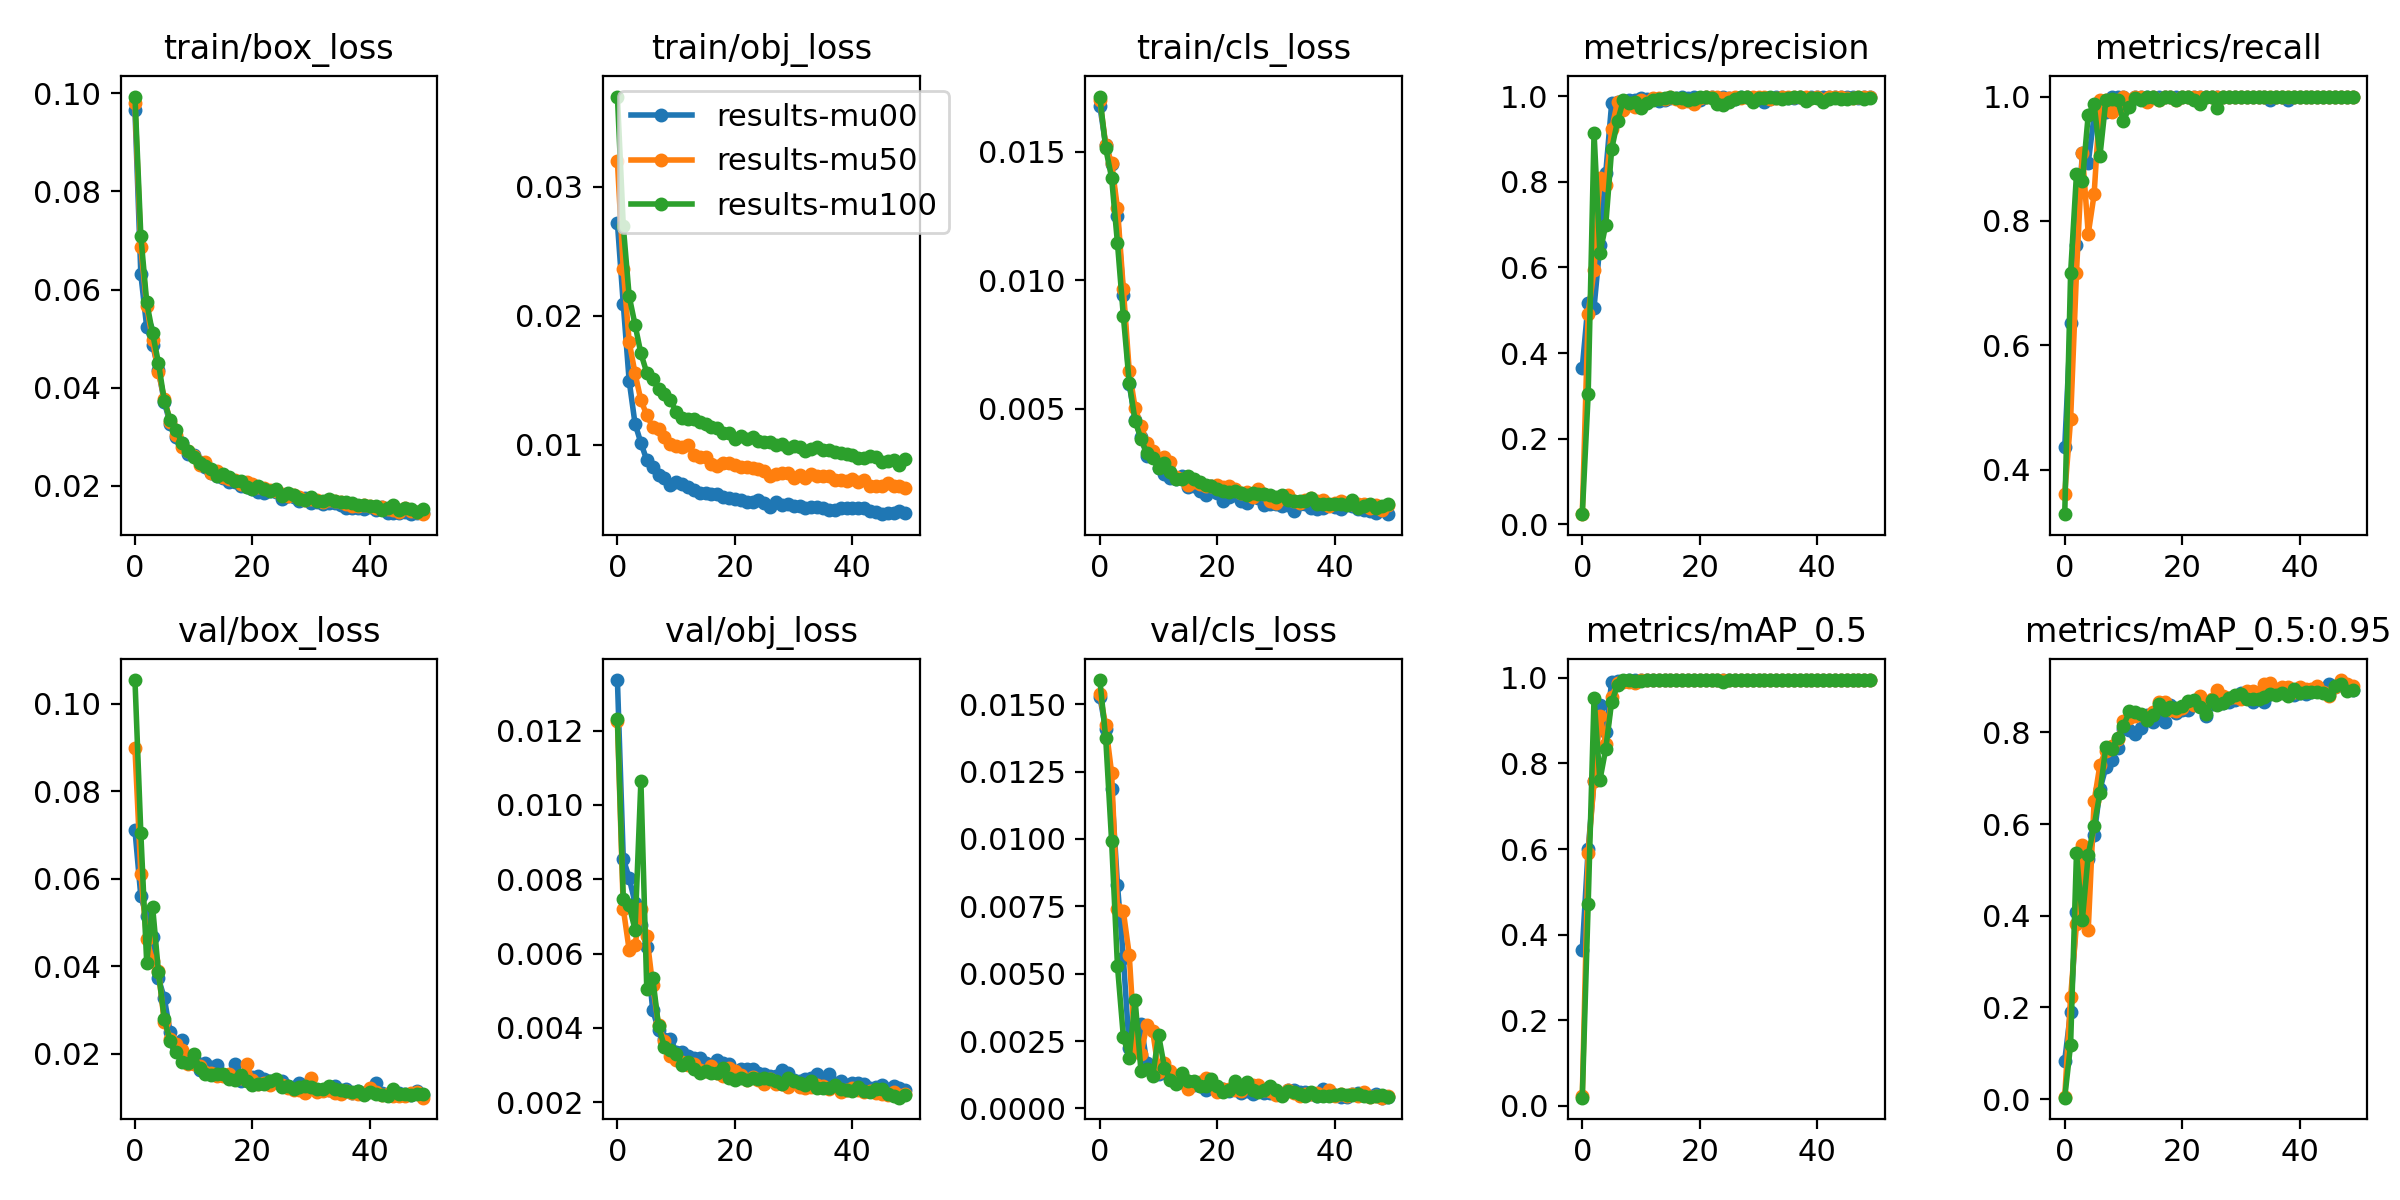 train/box_loss
0.10
0.08
0.06
0.04
0.02
0 20 40
train/obj_loss
results-mu00
results-mu50
results-mu100
0.03
0.02
0.01
0 20 40
train/cls_loss
0.015
0.010
0.005
0 20 40
metrics/precision
1.0
0.8
0.6
0.4
0.2
0.0
0 20 40
metrics/recall
1.0
0.8
0.6
0.4
0 20 40
val/box_loss
0.10
0.08
0.06
0.04
0.02
0 20 40
val/obj_loss
0.012
0.010
0.008
0.006
0.004
0.002
0 20 40
val/cls_loss
0.0150
0.0125
0.0100
0.0075
0.0050
0.0025
0.0000
0 20 40
metrics/mAP_0.5
1.0
0.8
0.6
0.4
0.2
0.0
0 20 40
metrics/mAP_0.5:0.95
0.8
0.6
0.4
0.2
0.0
0 20 40